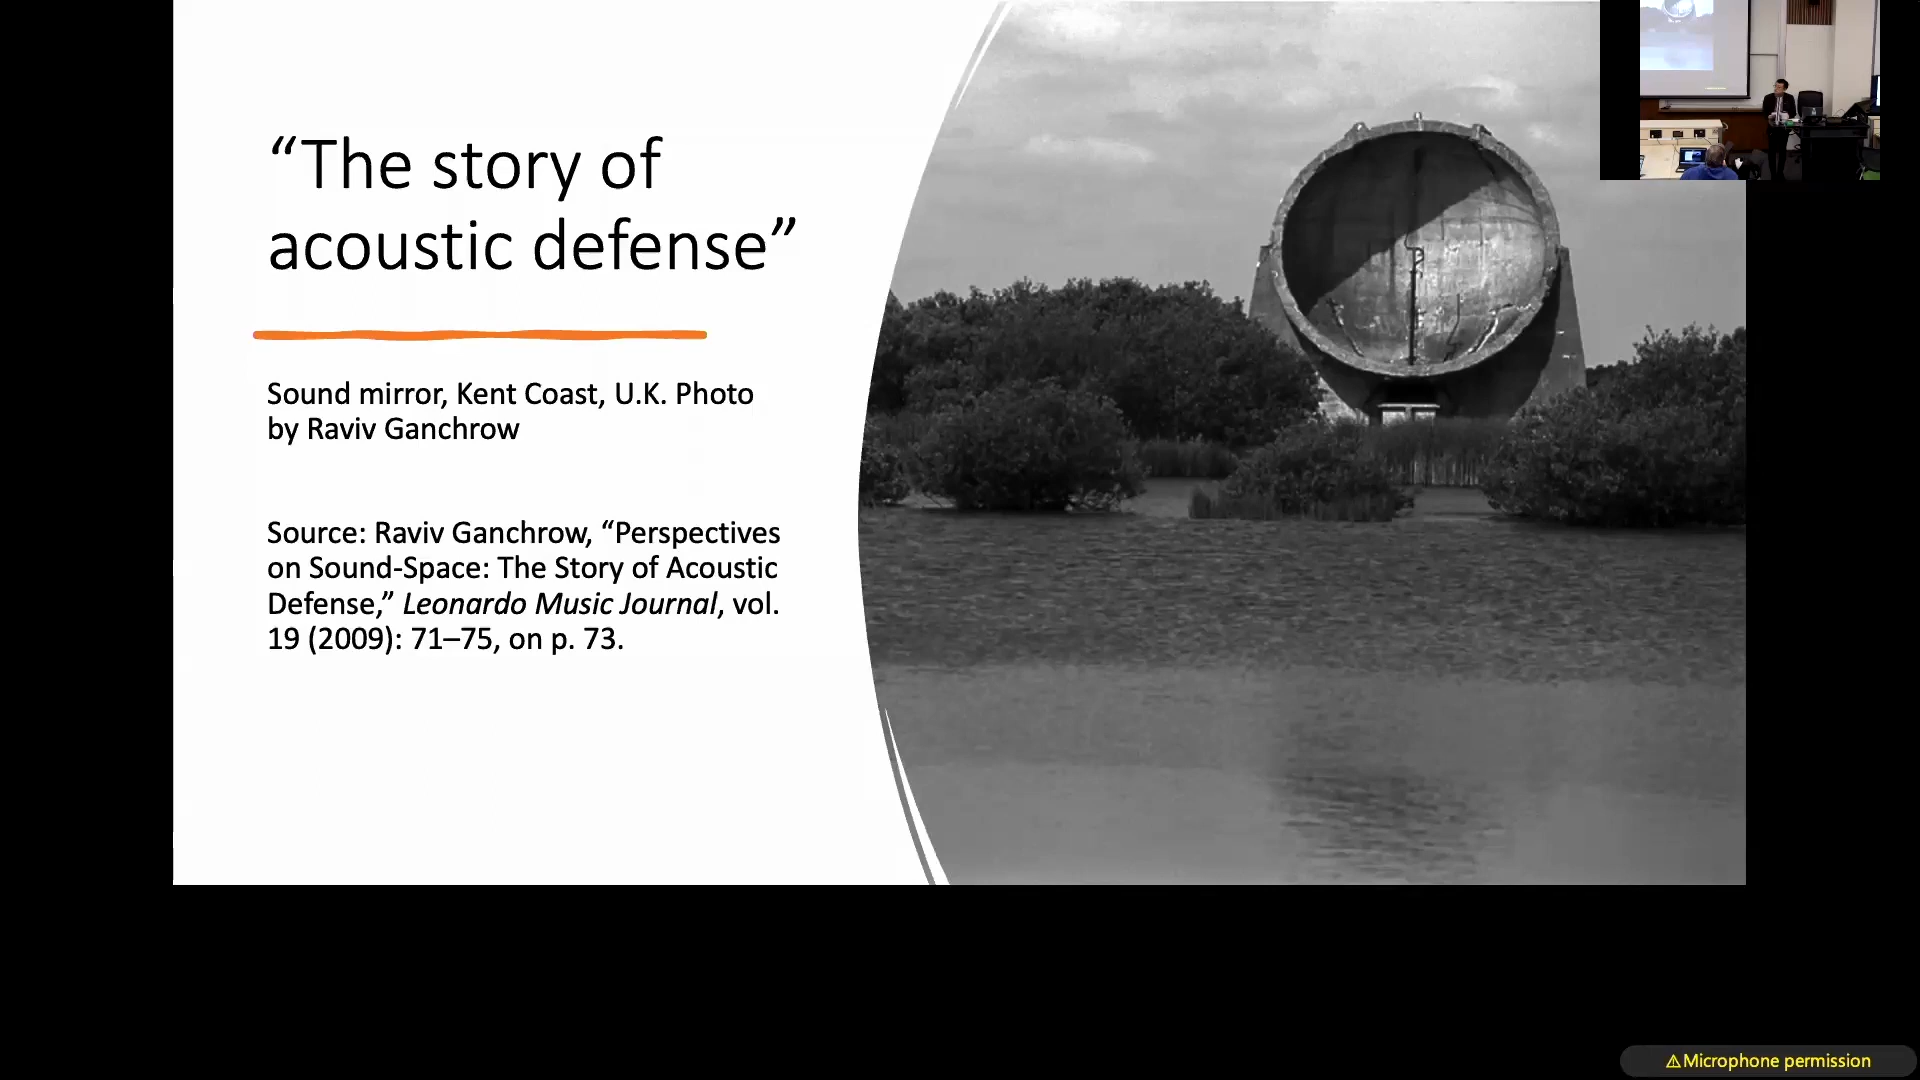 “The story of
acoustic defense”
Sound mirror, Kent Coast, U.K. Photo
by Raviv Ganchrow
Source: Raviv Ganchrow, “Perspectives
on Sound-Space: The Story of Acoustic
Defense,” Leonardo Music Journal, vol.
19 (2009): 71–75, on p. 73.
⚠Microphone permission